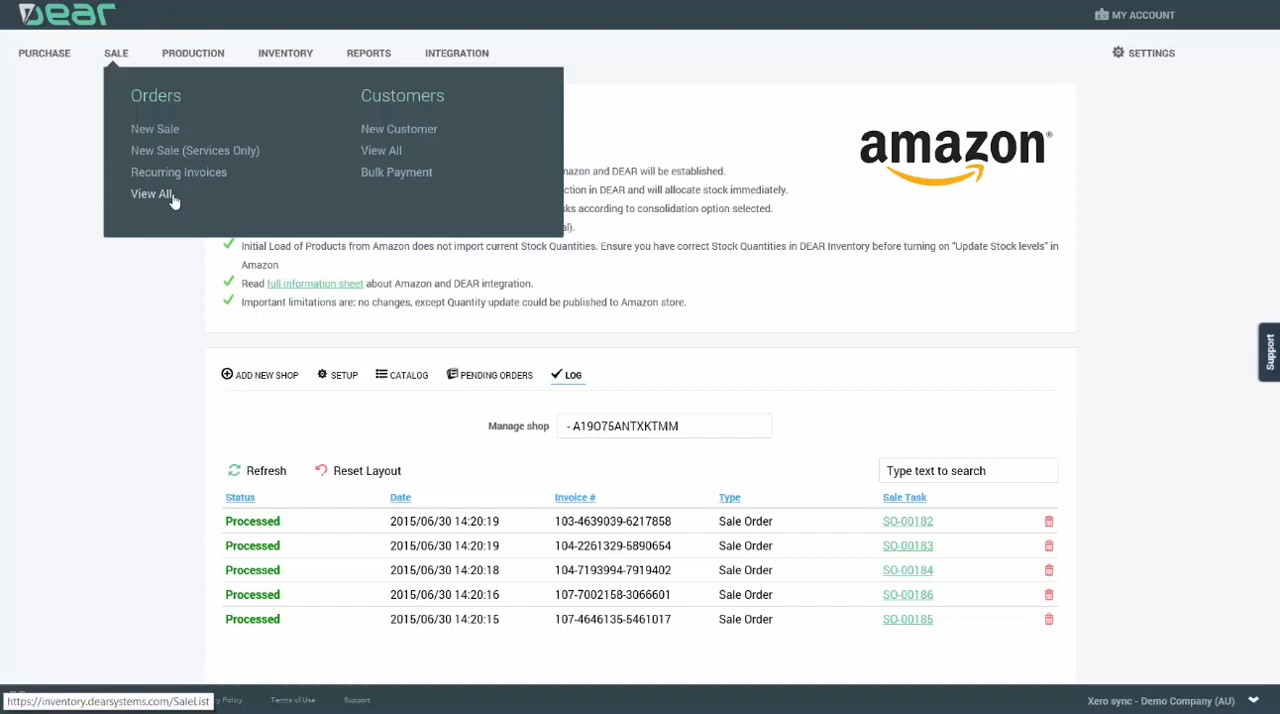 Dear
MY ACCOUNT
PURCHASE SALE PRODUCTION INVENTORY REPORTS INTEGRATION SETTINGS
Orders Customers
New Sale New Customer
New Sale (Services Only) View All
Recurring Invoices Bulk Payment
View All
amazon®
mazon and DEAR will be established.
ction in DEAR and will allocate stock immediately.
sks according to consolidation option selected.
al).
Initial Load of Products from Amazon does not import current Stock Quantities. Ensure you have correct Stock Quantities in DEAR Inventory before turning on "Update Stock levels" in
Amazon
Read full information sheet about Amazon and DEAR integration.
Important limitations are: no changes, except Quantity update could be published to Amazon store.
Support
ADD NEW SHOP SETUP CATALOG PENDING ORDERS LOG
Manage shop - A19O75ANTXKTMM
Refresh Reset Layout Type text to search
Status Date Invoice # Type Sale Task
Processed 2015/06/30 14:20:19 103-4639039-6217858 Sale Order SO-00182
Processed 2015/06/30 14:20:19 104-2261329-5890654 Sale Order SO-00183
Processed 2015/06/30 14:20:18 104-7193994-7919402 Sale Order SO-00184
Processed 2015/06/30 14:20:16 107-7002158-3066601 Sale Order SO-00186
Processed 2015/06/30 14:20:15 107-4646135-5461017 Sale Order SO-00185
https://inventory.dearsystems.com/SaleList cy Policy Terms of Use Support Xero sync - Demo Company (AU)